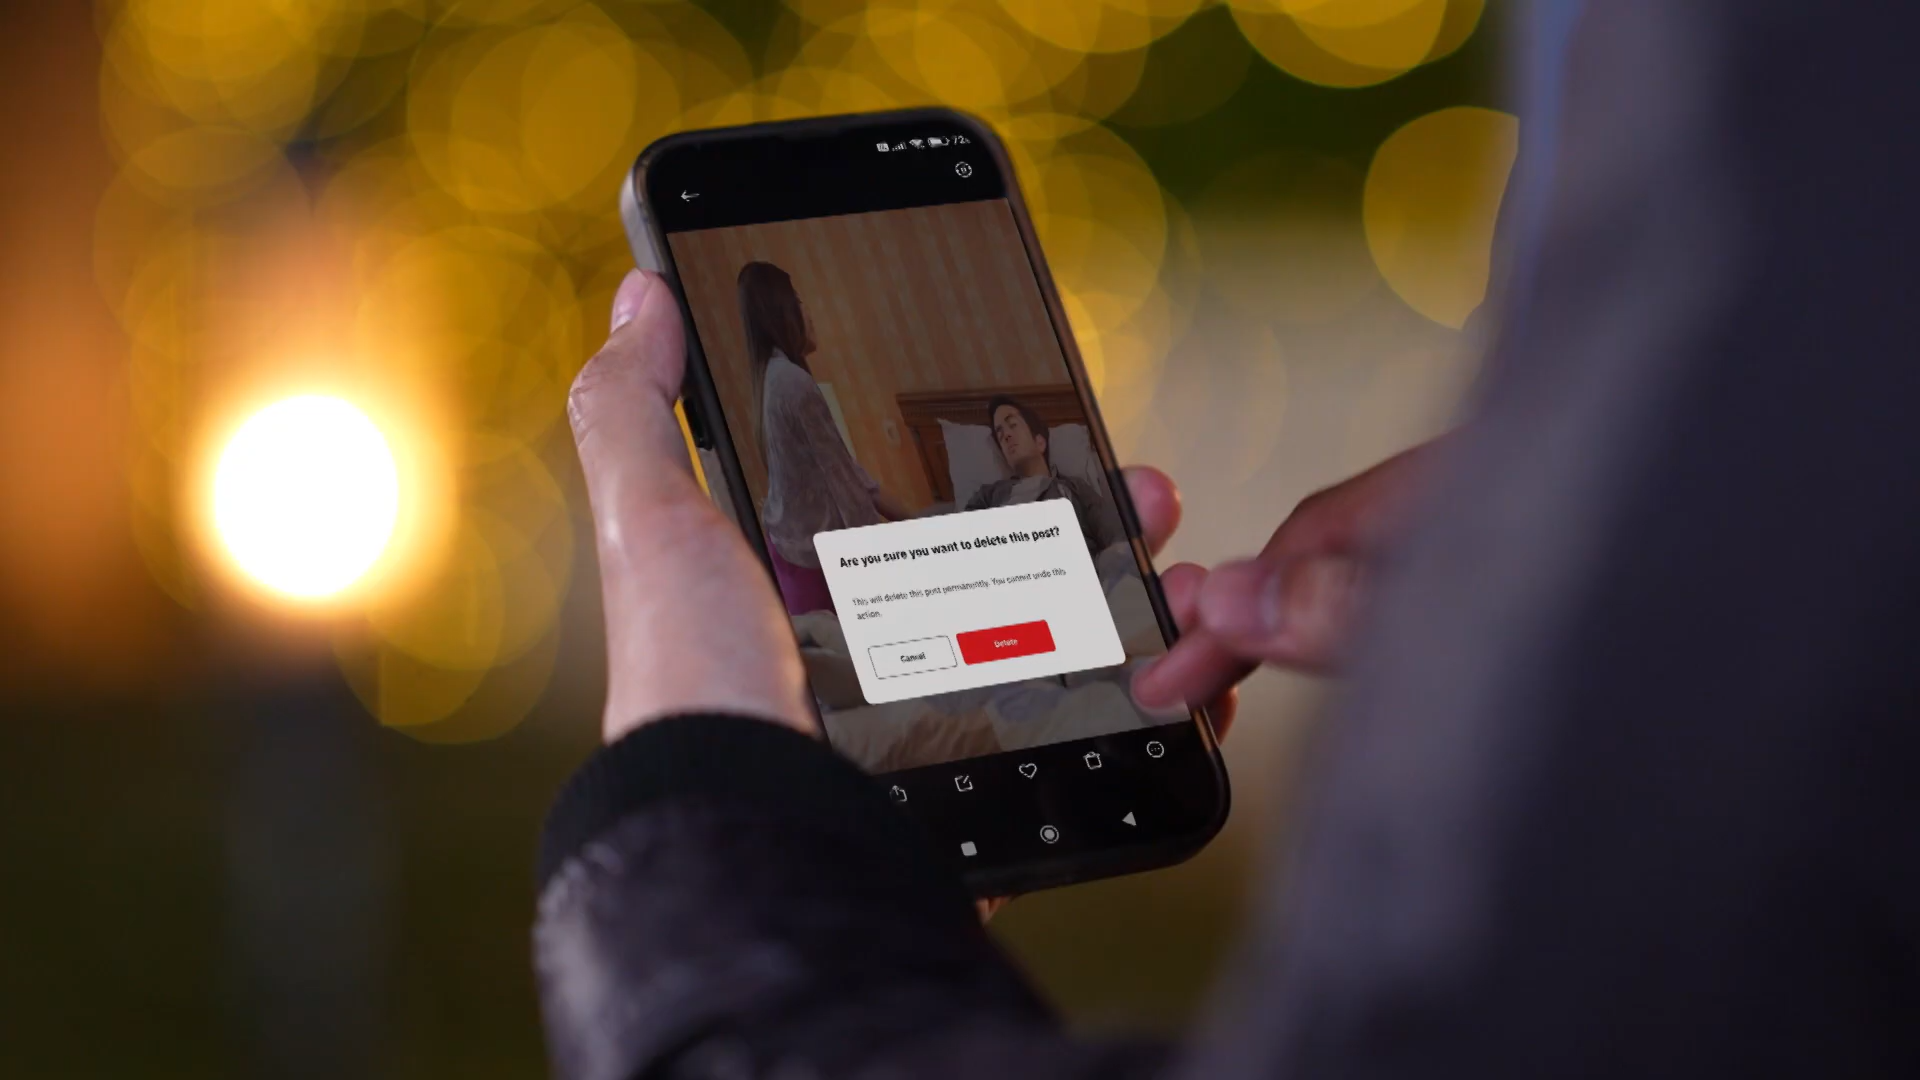 72%
Are you sure you want to delete this post?
This will delete this post permanently. You cannot undo this
action.
Cancel
Delete